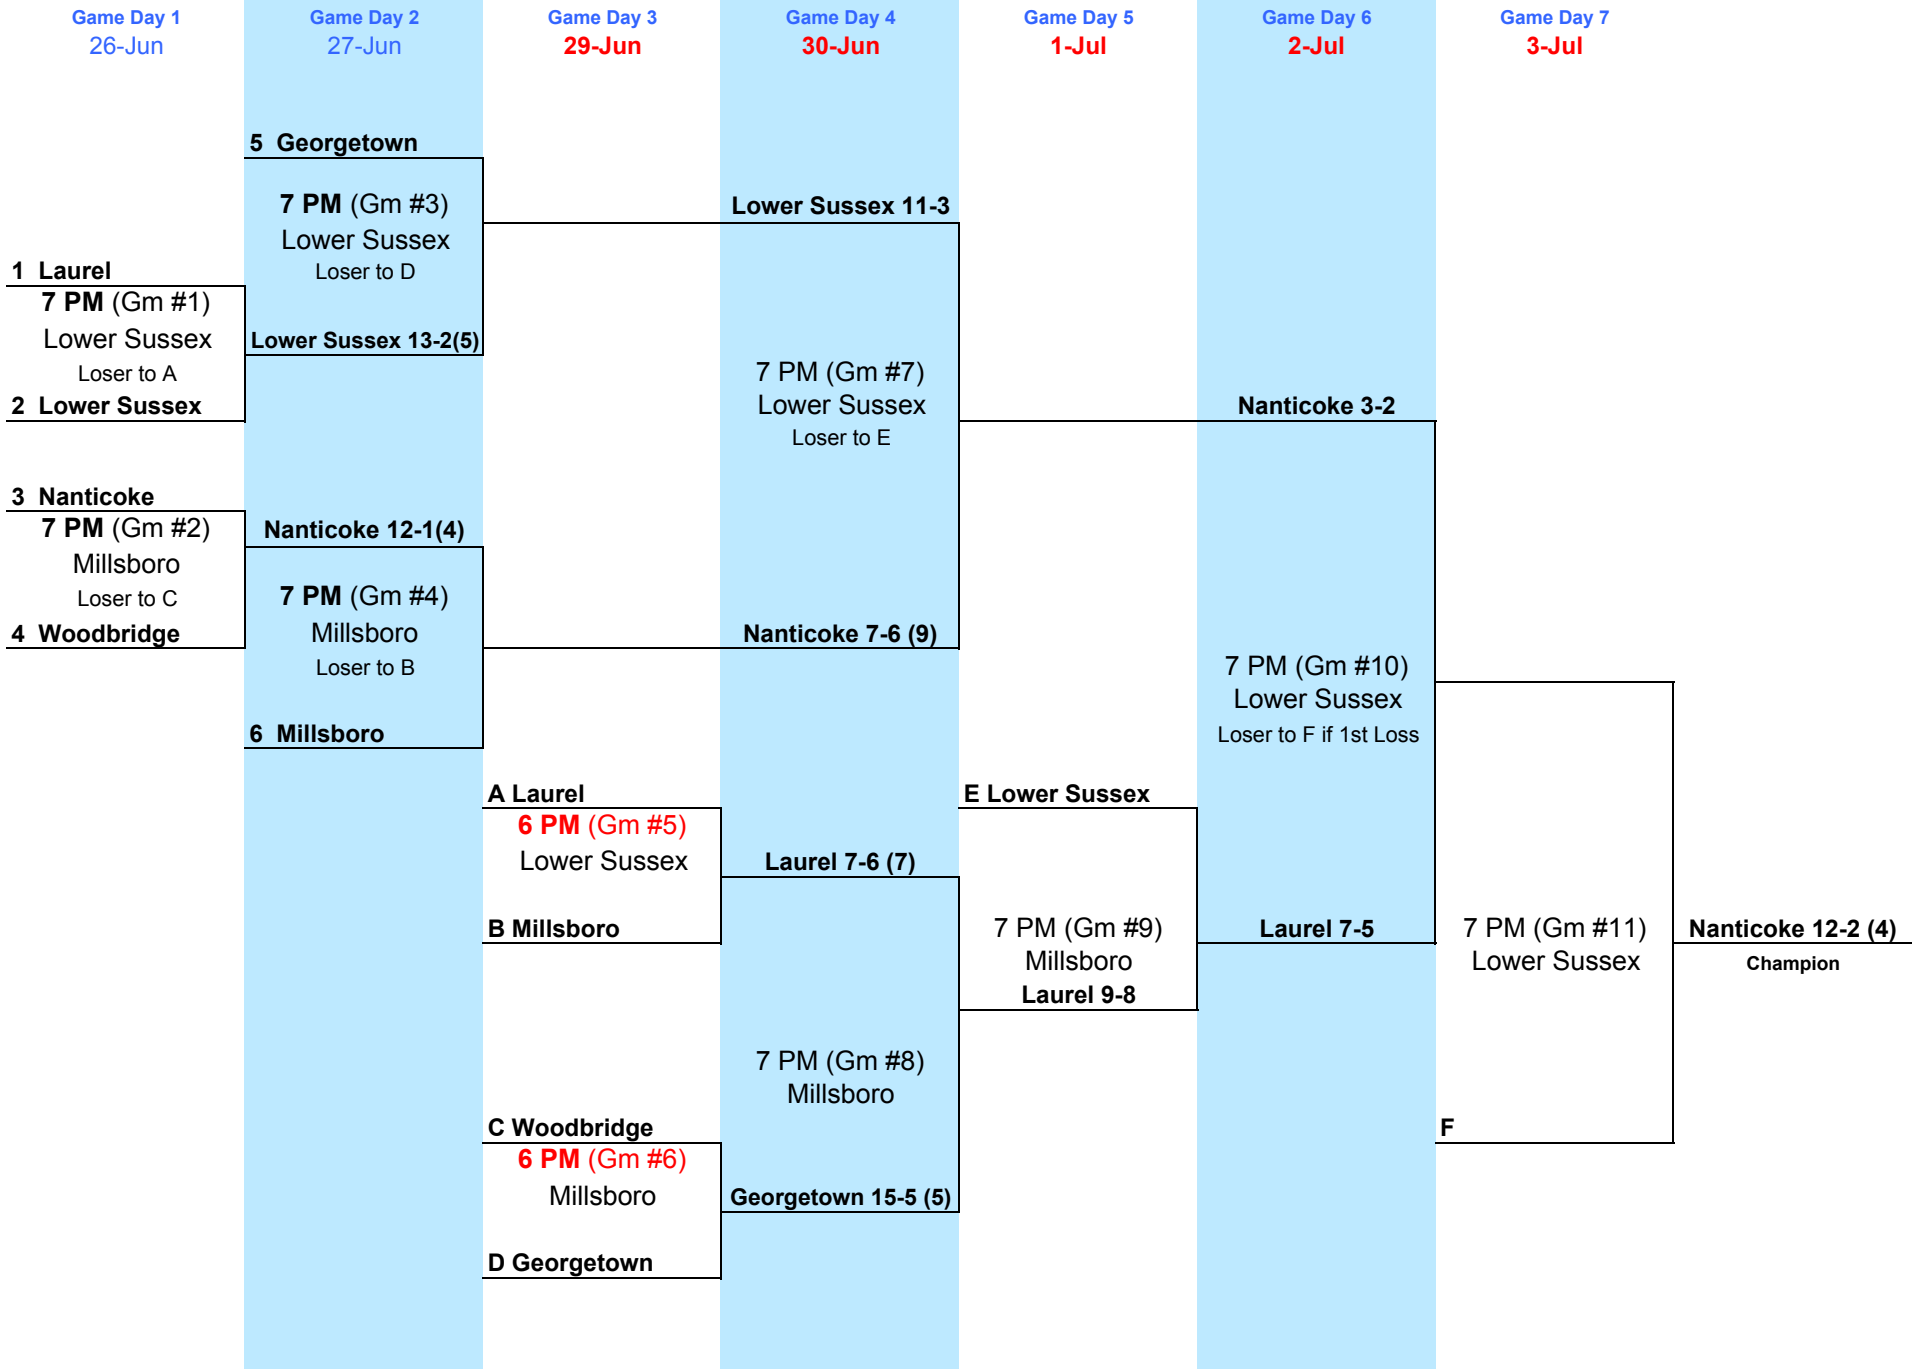 Game Day 1
26-Jun
Game Day 2
27-Jun
Game Day 3
29-Jun
Game Day 4
30-Jun
Game Day 5
1-Jul
Game Day 6
2-Jul
Game Day 7
3-Jul
1 Laurel
7 PM (Gm #1)
Lower Sussex
Loser to A
2 Lower Sussex
3 Nanticoke
7 PM (Gm #2)
Millsboro
Loser to C
4 Woodbridge
5 Georgetown
7 PM (Gm #3)
Lower Sussex
Loser to D
Lower Sussex 13-2(5)
Nanticoke 12-1(4)
7 PM (Gm #4)
Millsboro
Loser to B
6 Millsboro
A Laurel
6 PM (Gm #5)
Lower Sussex
B Millsboro
C Woodbridge
6 PM (Gm #6)
Millsboro
D Georgetown
Lower Sussex 11-3
7 PM (Gm #7)
Lower Sussex
Loser to E
Nanticoke 7-6 (9)
Laurel 7-6 (7)
7 PM (Gm #8)
Millsboro
Georgetown 15-5 (5)
E Lower Sussex
7 PM (Gm #9)
Millsboro
Laurel 9-8
Nanticoke 3-2
7 PM (Gm #10)
Lower Sussex
Loser to F if 1st Loss
Laurel 7-5
7 PM (Gm #11)
Lower Sussex
F
Nanticoke 12-2 (4)
Champion